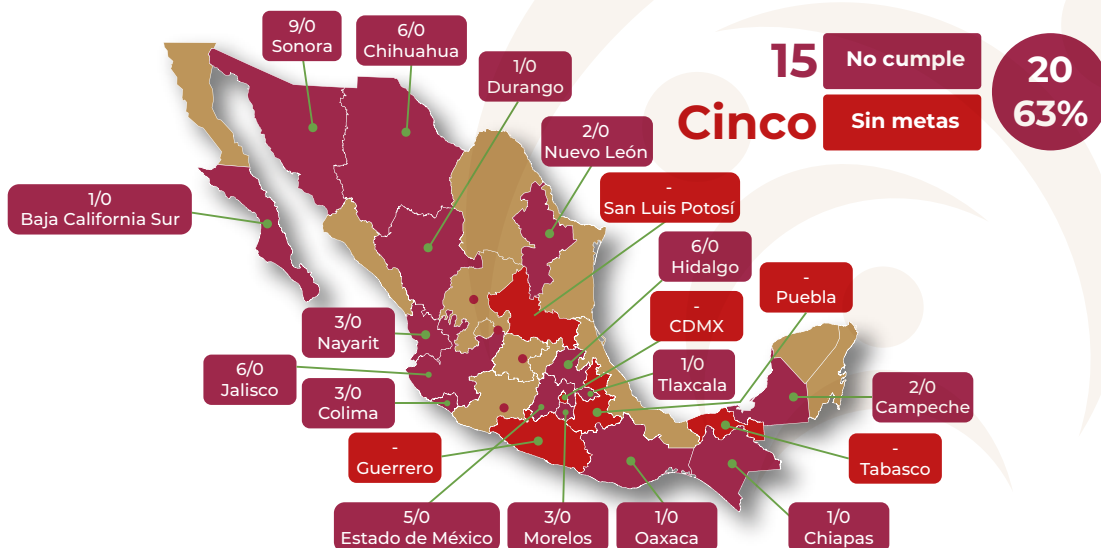 9/0
Sonora
6/0
Chihuahua
1/0
Durango
2/0
Nuevo León
15
No cumple
Cinco
Sin metas
20
63%
1/0
Baja California Sur
-
San Luis Potosí
6/0
Hidalgo
-
Puebla
-
CDMX
3/0
Nayarit
1/0
Tlaxcala
6/0
Jalisco
3/0
Colima
2/0
Campeche
-
Guerrero
-
Tabasco
5/0
Estado de México
3/0
Morelos
1/0
Oaxaca
1/0
Chiapas